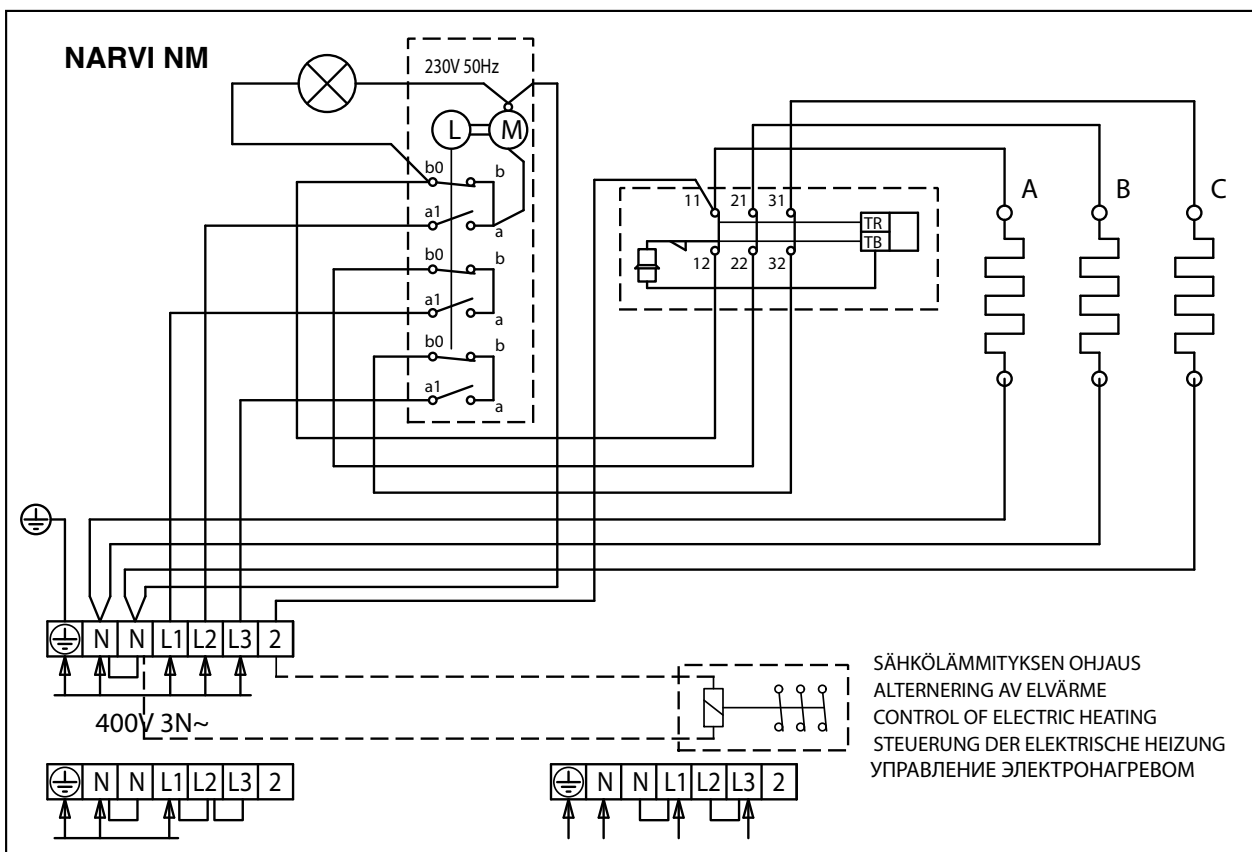 NARVI NM
230V 50Hz
L M
b0 b
a1 a
b0 b
a1 a
b0 b
a1 a
11 21 31
TR
TB
12 22 32
A B C
N N L1 L2 L3 2
400V 3N~
SÄHKÖLÄMMITYKSEN OHJAUS
ALTERNERING AV ELVÄRME
CONTROL OF ELECTRIC HEATING
STEUERUNG DER ELEKTRISCHE HEIZUNG
УПРАВЛЕНИЕ ЭЛЕКТРОНАГРЕВОМ
N N L1 L2 L3 2
N N L1 L2 L3 2